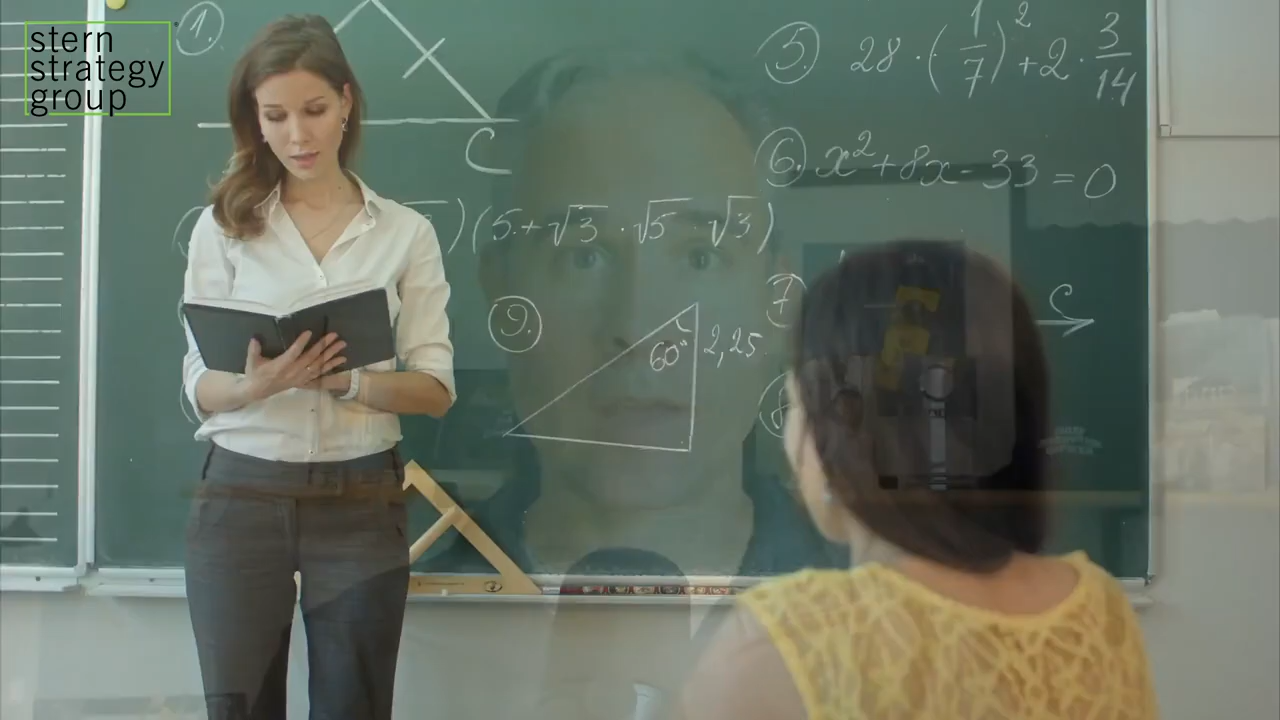 stern
strategy
group
1.
C
5. 28 · (1/7)² + 2 · 3/14
6. x² + 8x - 33 = 0
)(5 + √3 · √5 · √3)
9.
60°
2,25
7
C
8